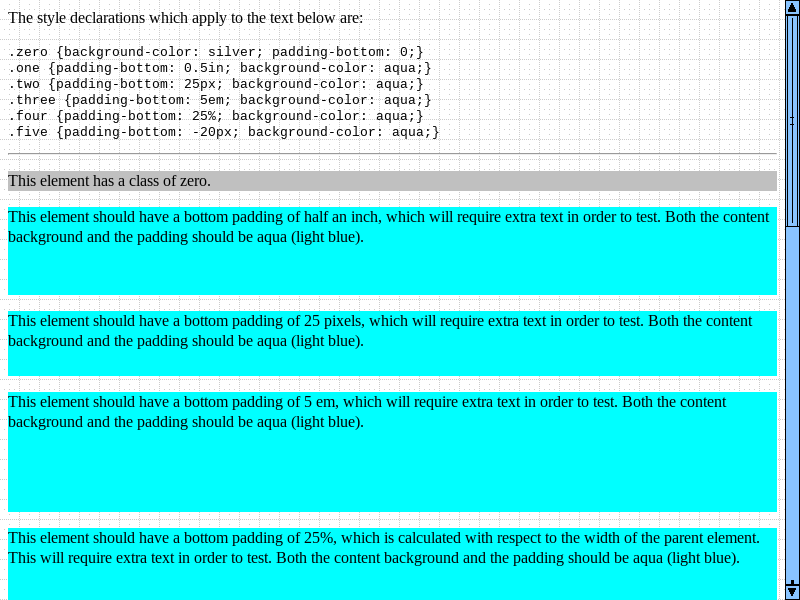 The style declarations which apply to the text below are:
.zero {background-color: silver; padding-bottom: 0;}
.one {padding-bottom: 0.5in; background-color: aqua;}
.two {padding-bottom: 25px; background-color: aqua;}
.three {padding-bottom: 5em; background-color: aqua;}
.four {padding-bottom: 25%; background-color: aqua;}
.five {padding-bottom: -20px; background-color: aqua;}
This element has a class of zero.
This element should have a bottom padding of half an inch, which will require extra text in order to test. Both the content
background and the padding should be aqua (light blue).
This element should have a bottom padding of 25 pixels, which will require extra text in order to test. Both the content
background and the padding should be aqua (light blue).
This element should have a bottom padding of 5 em, which will require extra text in order to test. Both the content
background and the padding should be aqua (light blue).
This element should have a bottom padding of 25%, which is calculated with respect to the width of the parent element.
This will require extra text in order to test. Both the content background and the padding should be aqua (light blue).